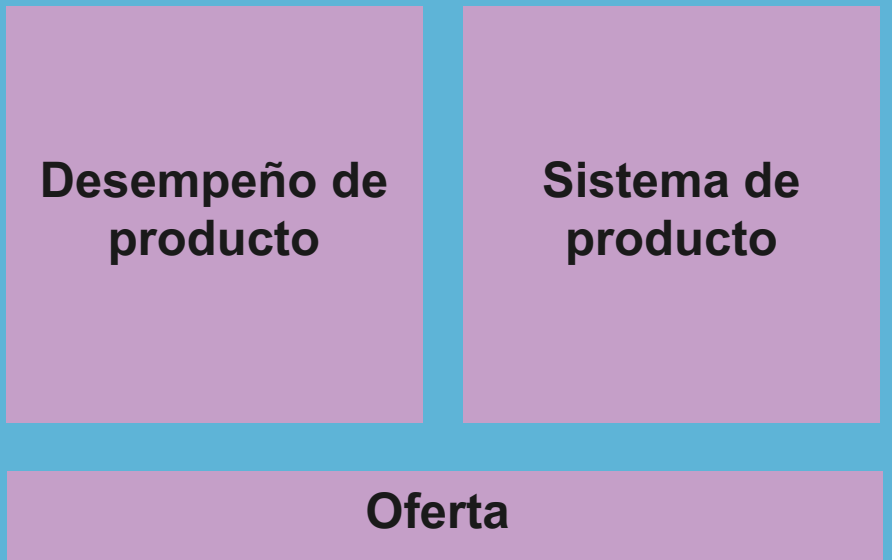 Desempeño de
producto
Sistema de
producto
Oferta